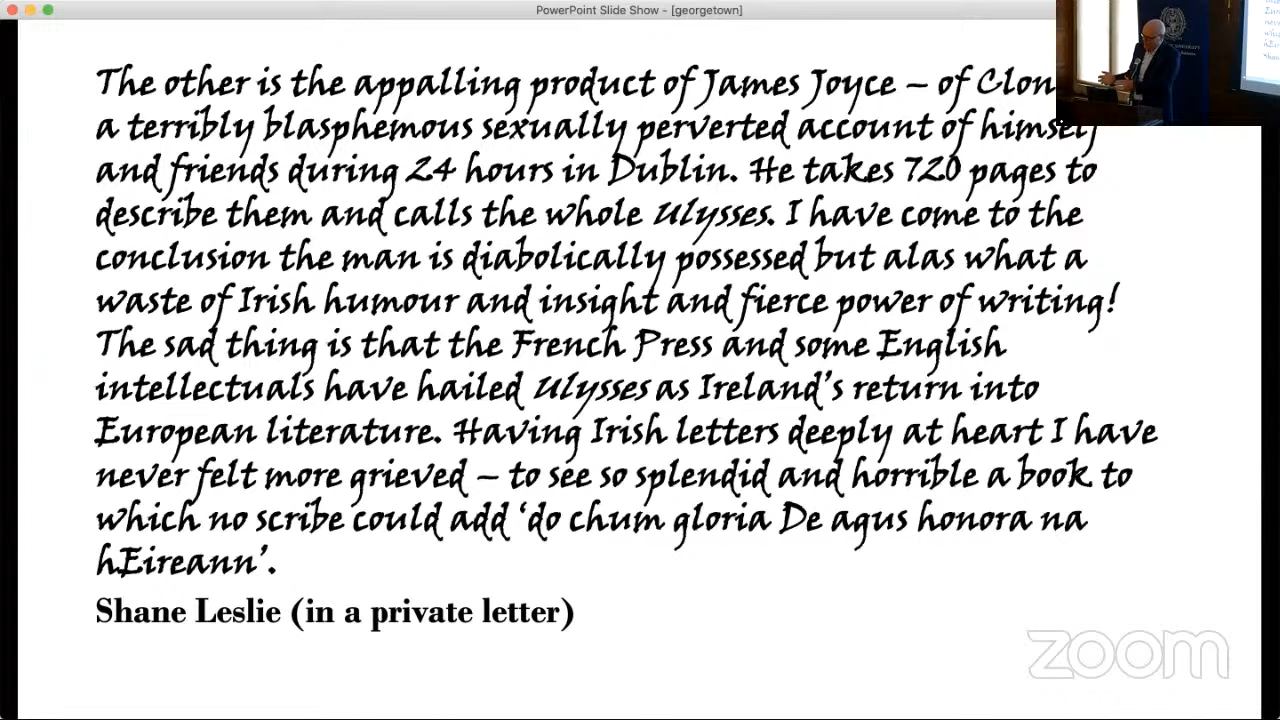 PowerPoint Slide Show - [georgetown]
The other is the appalling product of James Joyce – of
a terribly blasphemous sexually perverted account of himself
and friends during 24 hours in Dublin. He takes 720 pages to
describe them and calls the whole Ulysses. I have come to the
conclusion the man is diabolically possessed but alas what a
waste of Irish humour and insight and fierce power of writing!
The sad thing is that the French Press and some English
intellectuals have hailed Ulysses as Ireland’s return into
European literature. Having Irish letters deeply at heart I have
never felt more grieved – to see so splendid and horrible a book to
which no scribe could add ‘do chum gloria De agus honora na
hEireann’.
Shane Leslie (in a private letter)
zoom